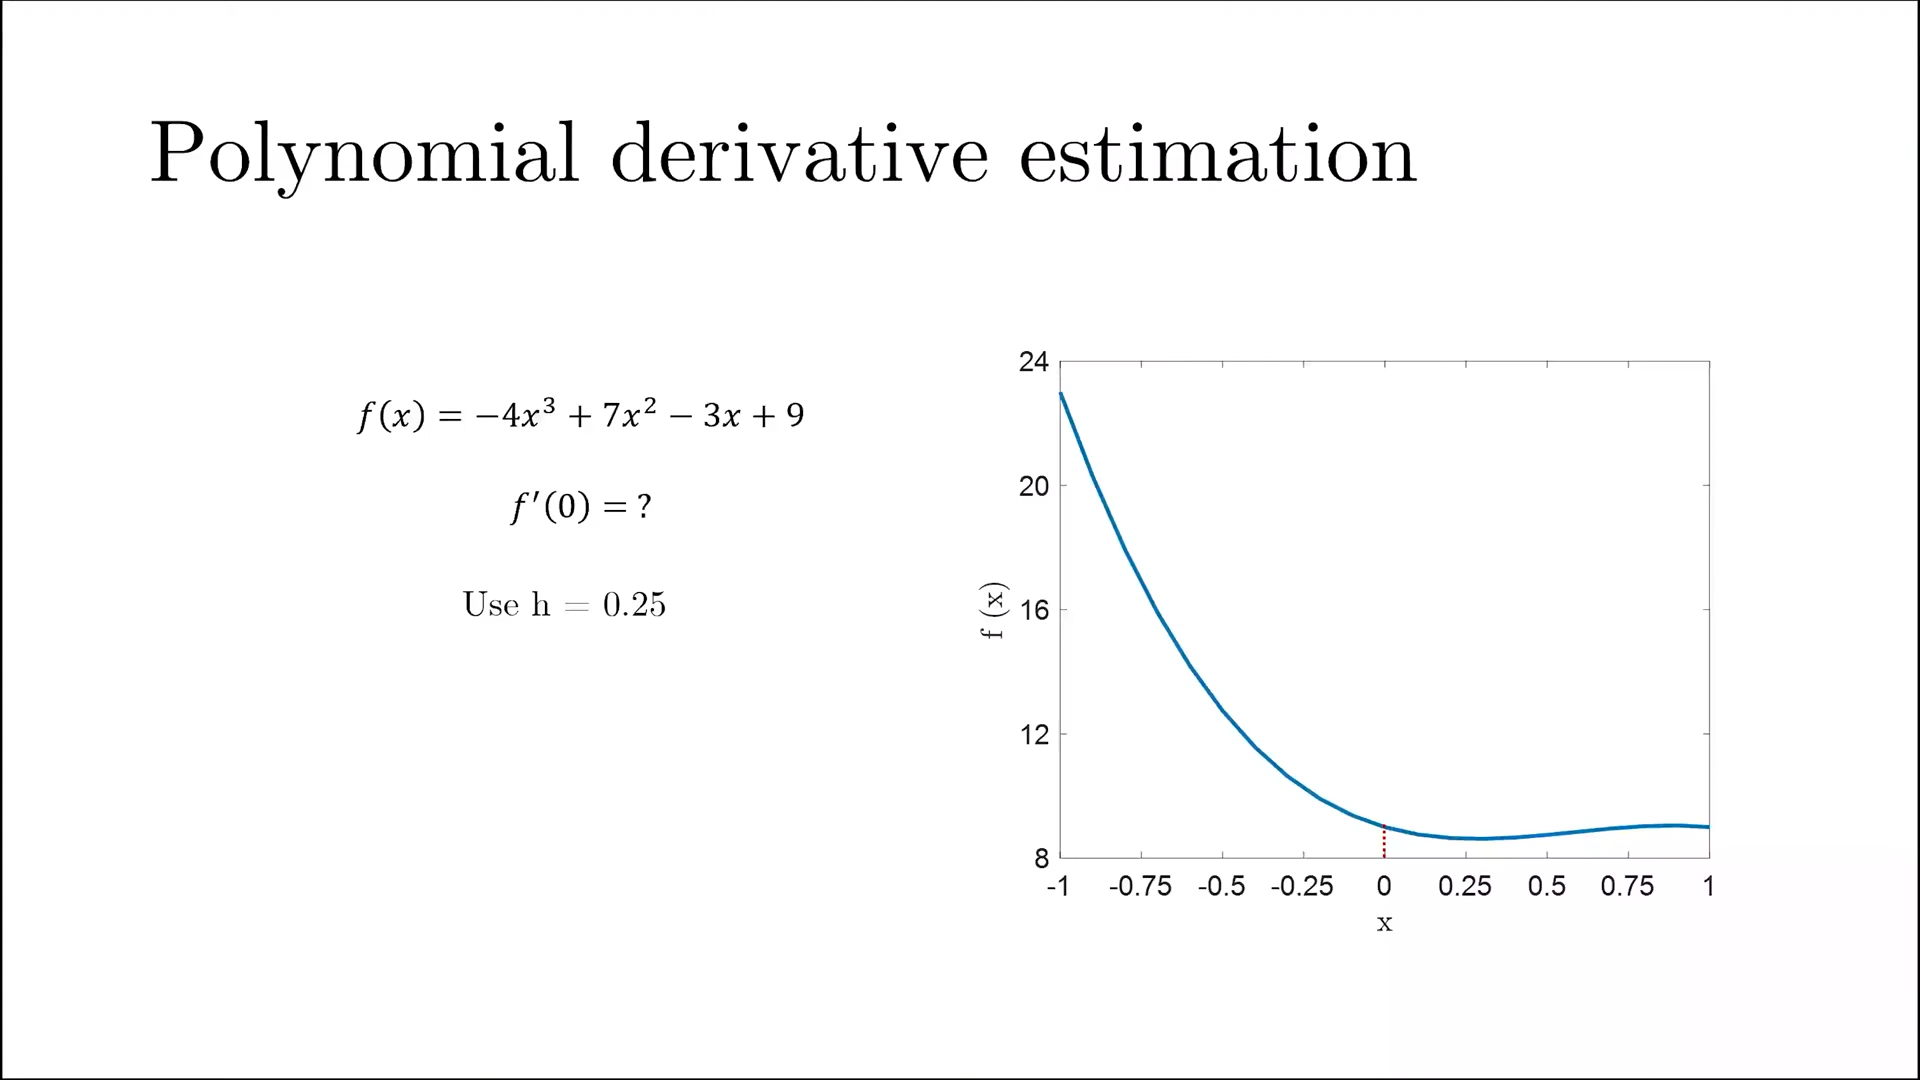 Polynomial derivative estimation
f(x) = −4x³ + 7x² − 3x + 9
f′(0) = ?
Use h = 0.25
24
20
16
12
8
f (x)
-1 -0.75 -0.5 -0.25 0 0.25 0.5 0.75 1
x